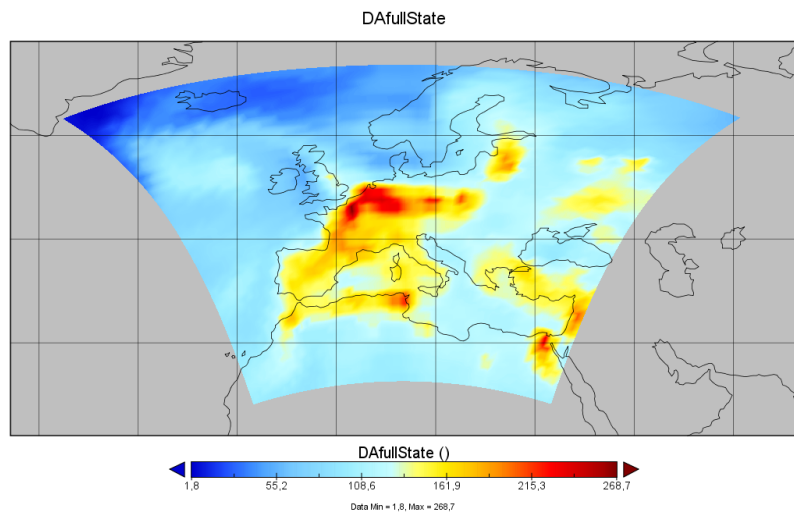 DAfullState
DAfullState ()
1,8 55,2 108,6 161,9 215,3 268,7
Data Min = 1,8, Max = 268,7